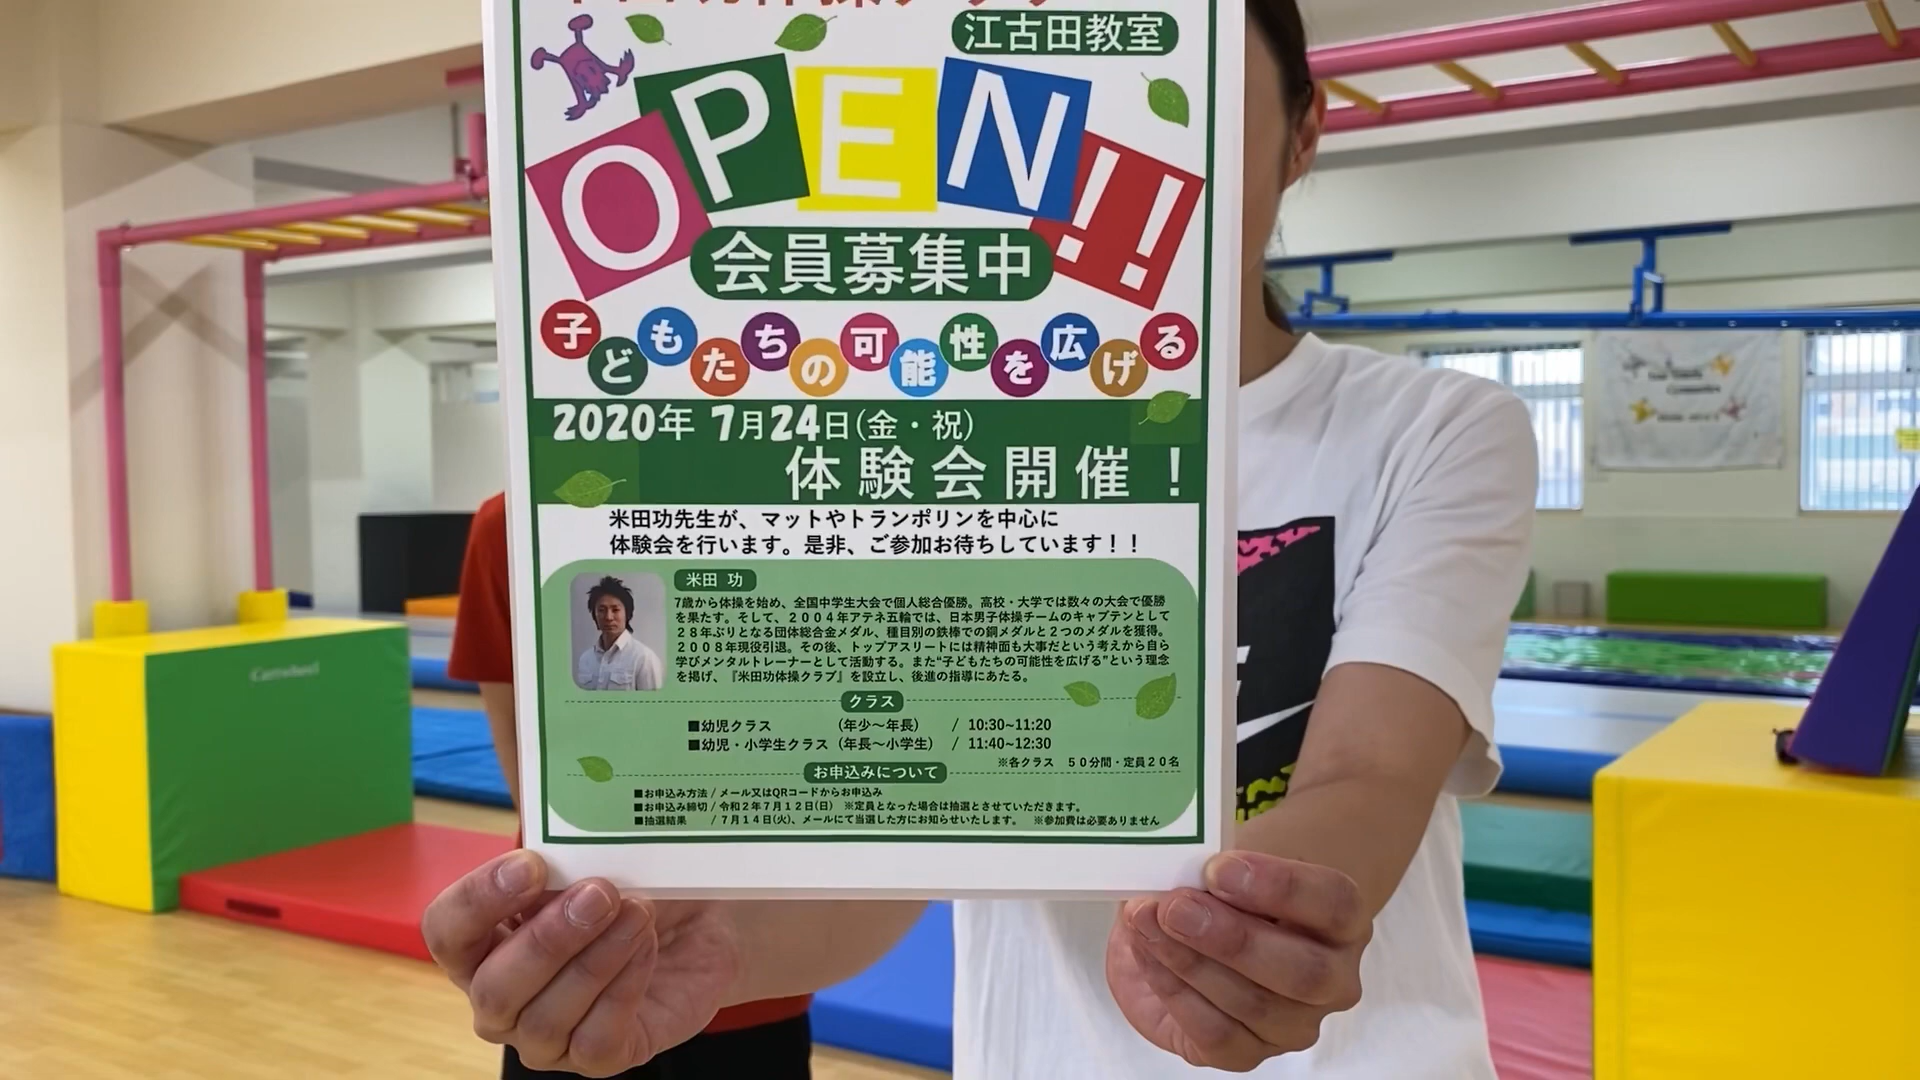 江古田教室
OPEN!!
会員募集中
子どもたちの可能性を広げる
2020年 7月24日(金・祝)
体験会開催！
米田功先生が、マットやトランポリンを中心に
体験会を行います。是非、ご参加お待ちしています！！
米田 功
7歳から体操を始め、全国中学生大会で個人総合優勝。高校・大学では数々の大会で優勝
を果たす。そして、２００４年アテネ五輪では、日本男子体操チームのキャプテンとして
２８年ぶりとなる団体総合金メダル、種目別の鉄棒での銅メダルと２つのメダルを獲得。
２００８年現役引退。その後、トップアスリートには精神面も大事だという考えから自ら
学びメンタルトレーナーとして活動する。また“子どもたちの可能性を広げる”という理念
を掲げ、『米田功体操クラブ』を設立し、後進の指導にあたる。
クラス
■幼児クラス （年少～年長） / 10:30~11:20
■幼児・小学生クラス（年長～小学生） / 11:40~12:30
※各クラス ５０分間・定員２０名
お申込みについて
■お申込み方法 / メール又はQRコードからお申込み
■お申込み締切 / 令和２年７月１２日(日) ※定員となった場合は抽選とさせていただきます。
■抽選結果 / ７月１４日(火)、メールにて当選した方にお知らせいたします。 ※参加費は必要ありません
Cartwheel